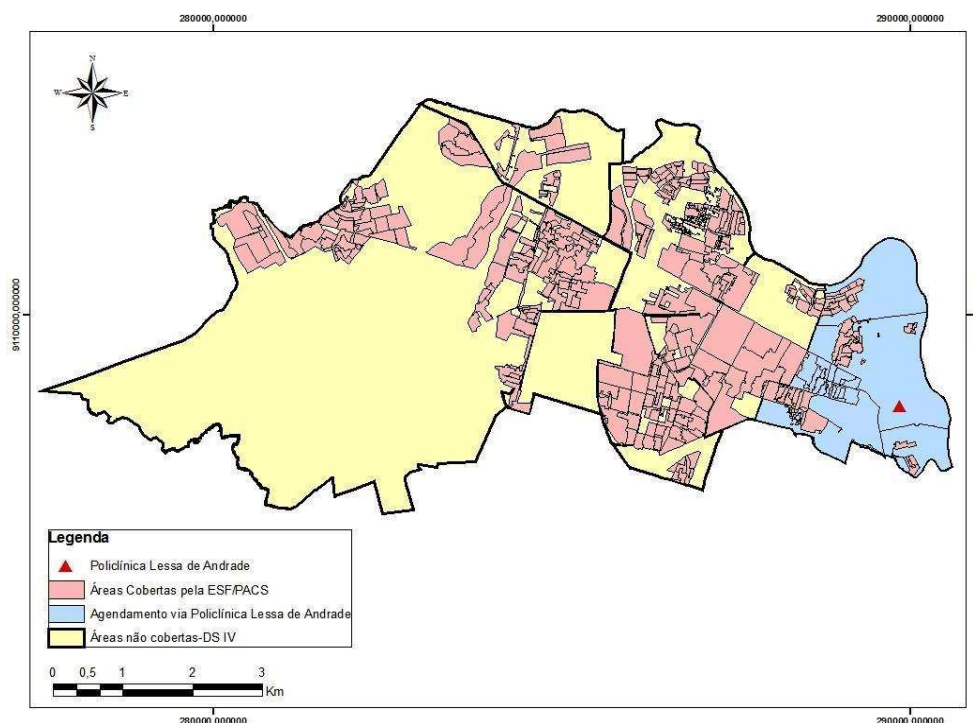 280000,000000 290000,000000
N
W E
S
9110000,000000
Legenda
Policlínica Lessa de Andrade
Áreas Cobertas pela ESF/PACS
Agendamento via Policlínica Lessa de Andrade
Áreas não cobertas-DS IV
0 0,5 1 2 3
Km
280000,000000 290000,000000